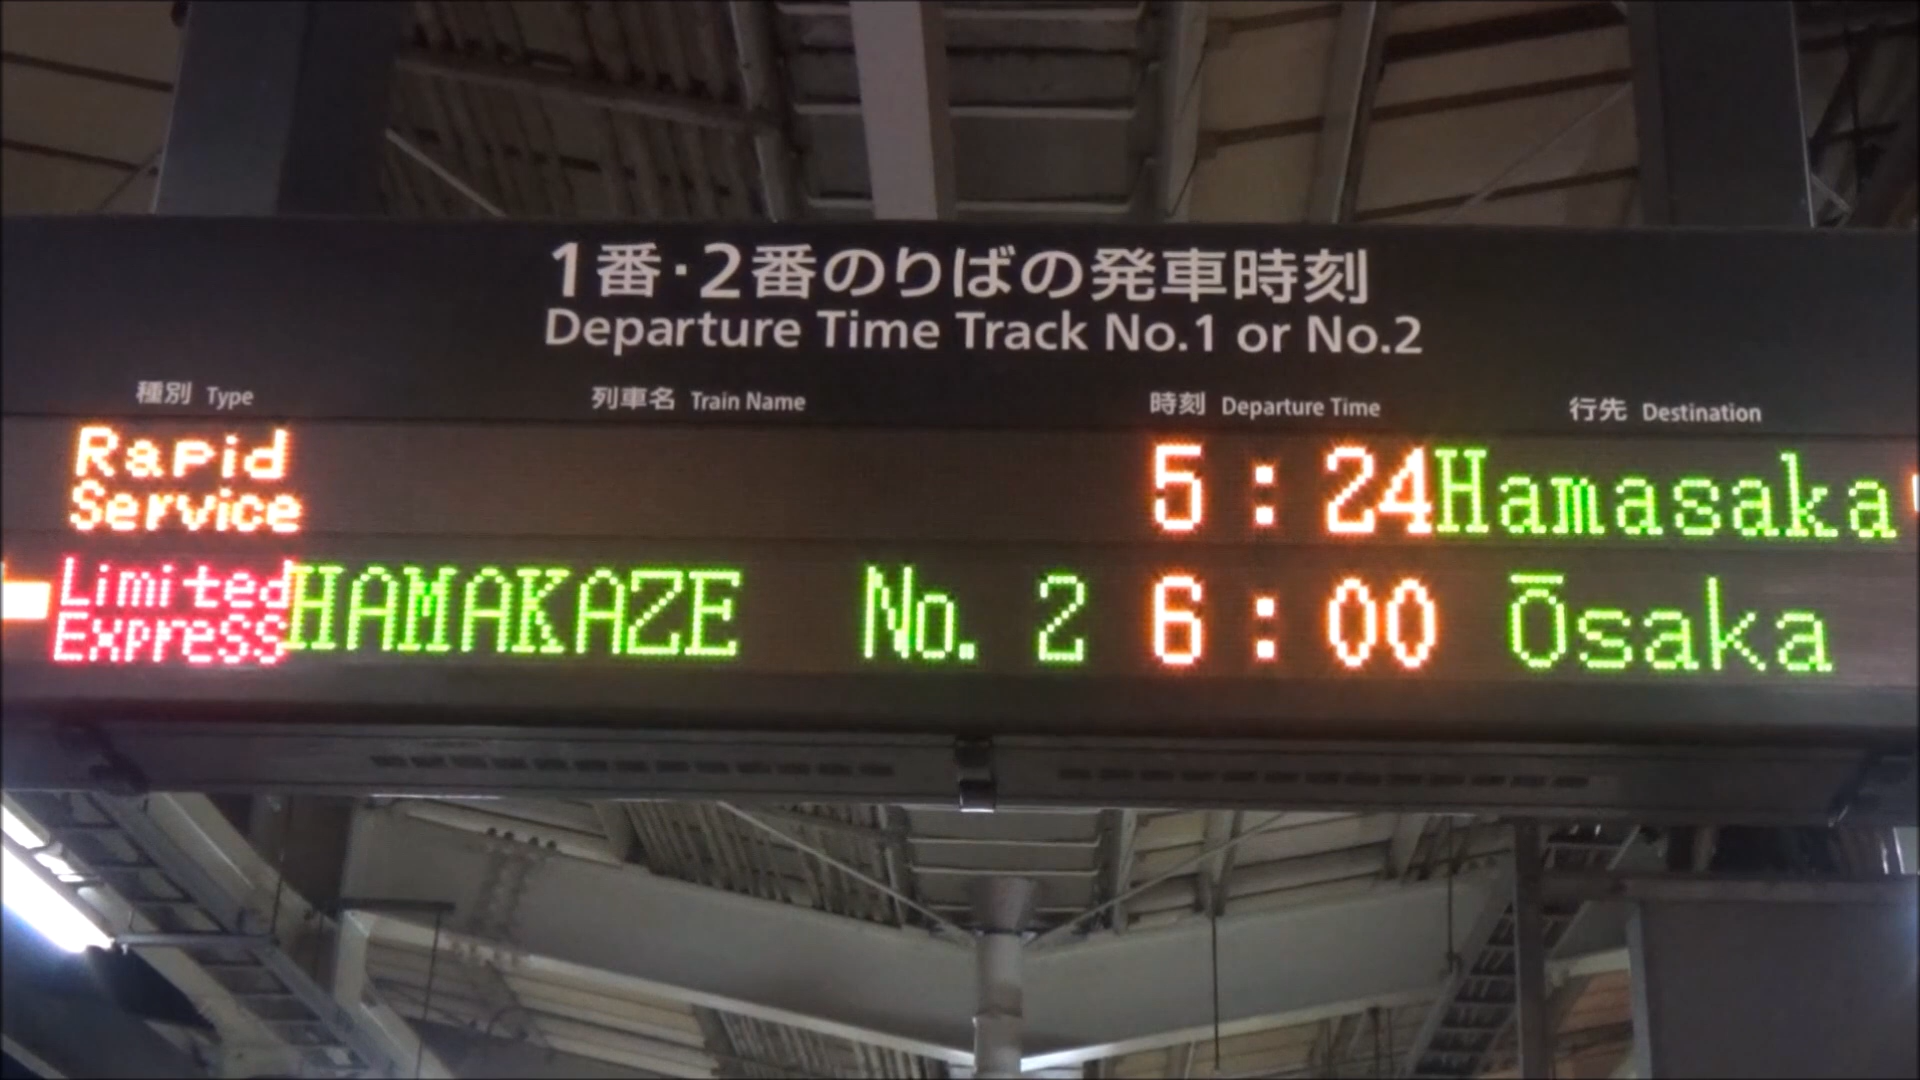 1番・2番のりばの発車時刻
Departure Time Track No.1 or No.2
種別 Type 列車名 Train Name 時刻 Departure Time 行先 Destination
Rapid Service 5:24 Hamasaka
Limited Express HAMAKAZE No. 2 6:00 Ōsaka